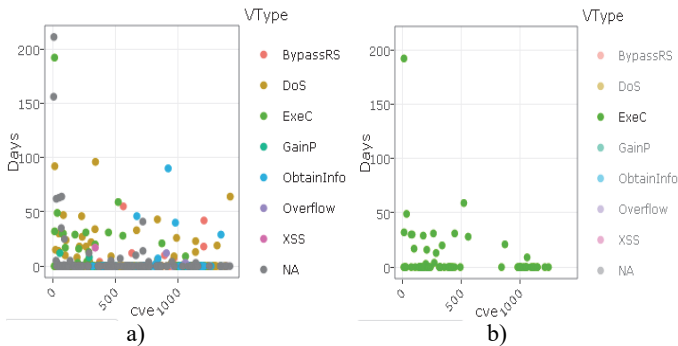 VType
200
150
100
50
0
Days
0
500
1000
cve
BypassRS
DoS
ExeC
GainP
ObtainInfo
Overflow
XSS
NA
a)
VType
200
150
100
50
0
Days
0
500
1000
cve
BypassRS
DoS
ExeC
GainP
ObtainInfo
Overflow
XSS
NA
b)